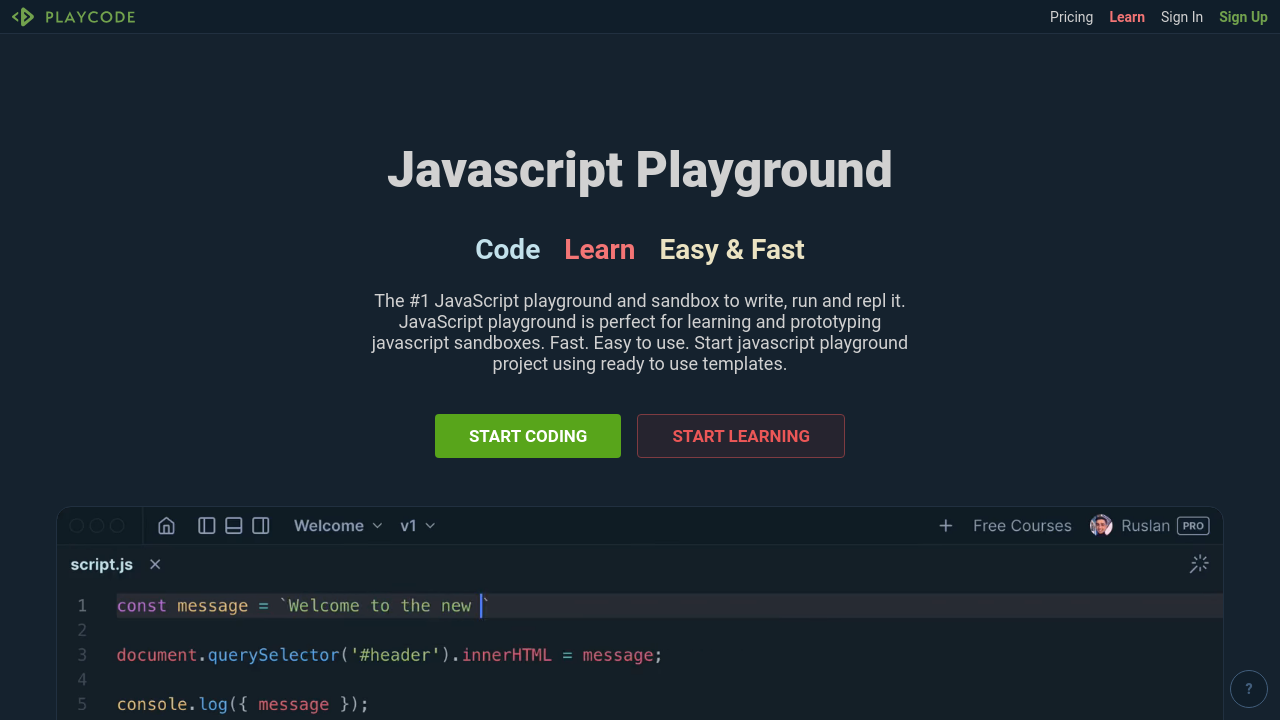 PLAYCODE
Pricing Learn Sign In Sign Up
Javascript Playground
Code Learn Easy & Fast
The #1 JavaScript playground and sandbox to write, run and repl it.
JavaScript playground is perfect for learning and prototyping
javascript sandboxes. Fast. Easy to use. Start javascript playground
project using ready to use templates.
START CODING START LEARNING
Welcome v1 Free Courses Ruslan PRO
script.js
1 const message = `Welcome to the new `
2
3 document.querySelector('#header').innerHTML = message;
4
5 console.log({ message });
?